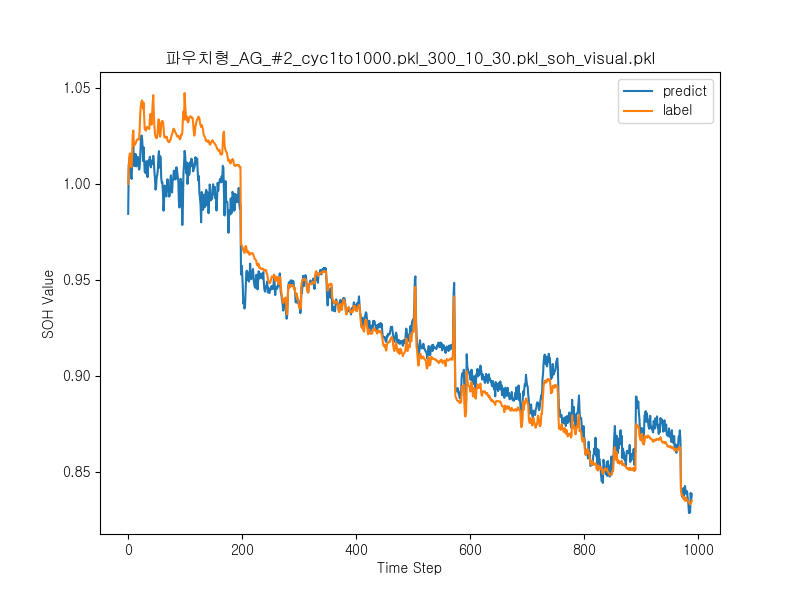 파우치형_AG_#2_cyc1to1000.pkl_300_10_30.pkl_soh_visual.pkl
predict
label
1.05
1.00
0.95
0.90
0.85
SOH Value
0 200 400 600 800 1000
Time Step